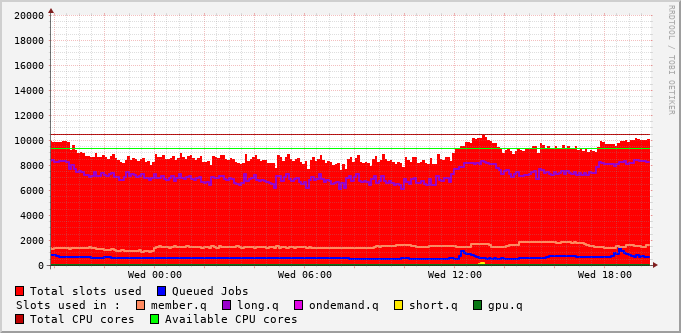 20000
18000
16000
14000
12000
10000
8000
6000
4000
2000
0
Wed 00:00 Wed 06:00 Wed 12:00 Wed 18:00
RRDTOOL / TOBI OETIKER
Total slots used Queued Jobs
Slots used in : member.q long.q ondemand.q short.q gpu.q
Total CPU cores Available CPU cores